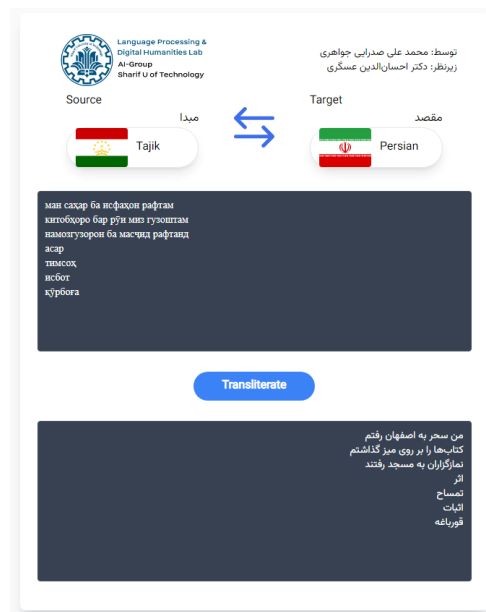 Language Processing &
Digital Humanities Lab
AI-Group
Sharif U of Technology
توسط: محمد علی صدرایی جواهری
زیرنظر: دکتر احسان‌الدین عسگری
Source
مبدا
Tajik
Target
مقصد
Persian
ман саҳар ба исфаҳон рафтам
китобҳоро бар рӯи миз гузоштам
намозгузорон ба масҷид рафтанд
асар
тимсоҳ
исбот
қӯрбоға
Transliterate
من سحر به اصفهان رفتم
کتاب‌ها را بر روی میز گذاشتم
نمازگزاران به مسجد رفتند
اثر
تمساح
اثبات
قورباغه